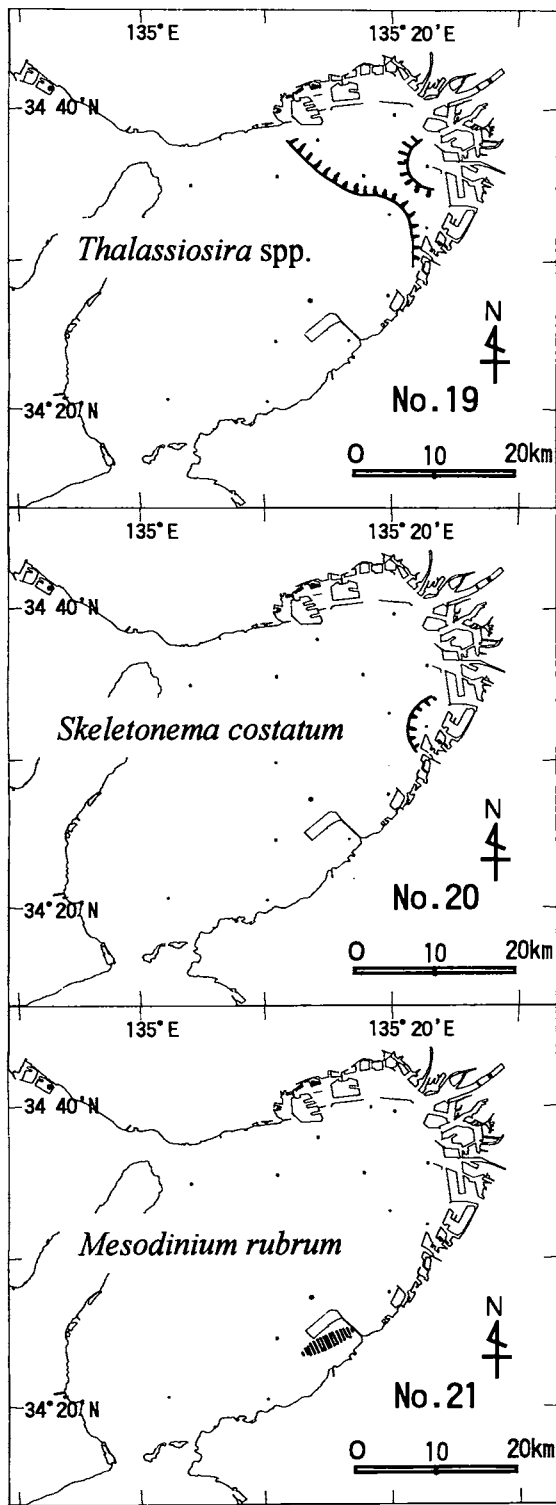 135°E 135°20'E
34°40'N
Thalassiosira spp.
N
34°20'N
No.19
0 10 20km
135°E 135°20'E
34°40'N
Skeletonema costatum
N
34°20'N
No.20
0 10 20km
135°E 135°20'E
34°40'N
Mesodinium rubrum
N
34°20'N
No.21
0 10 20km